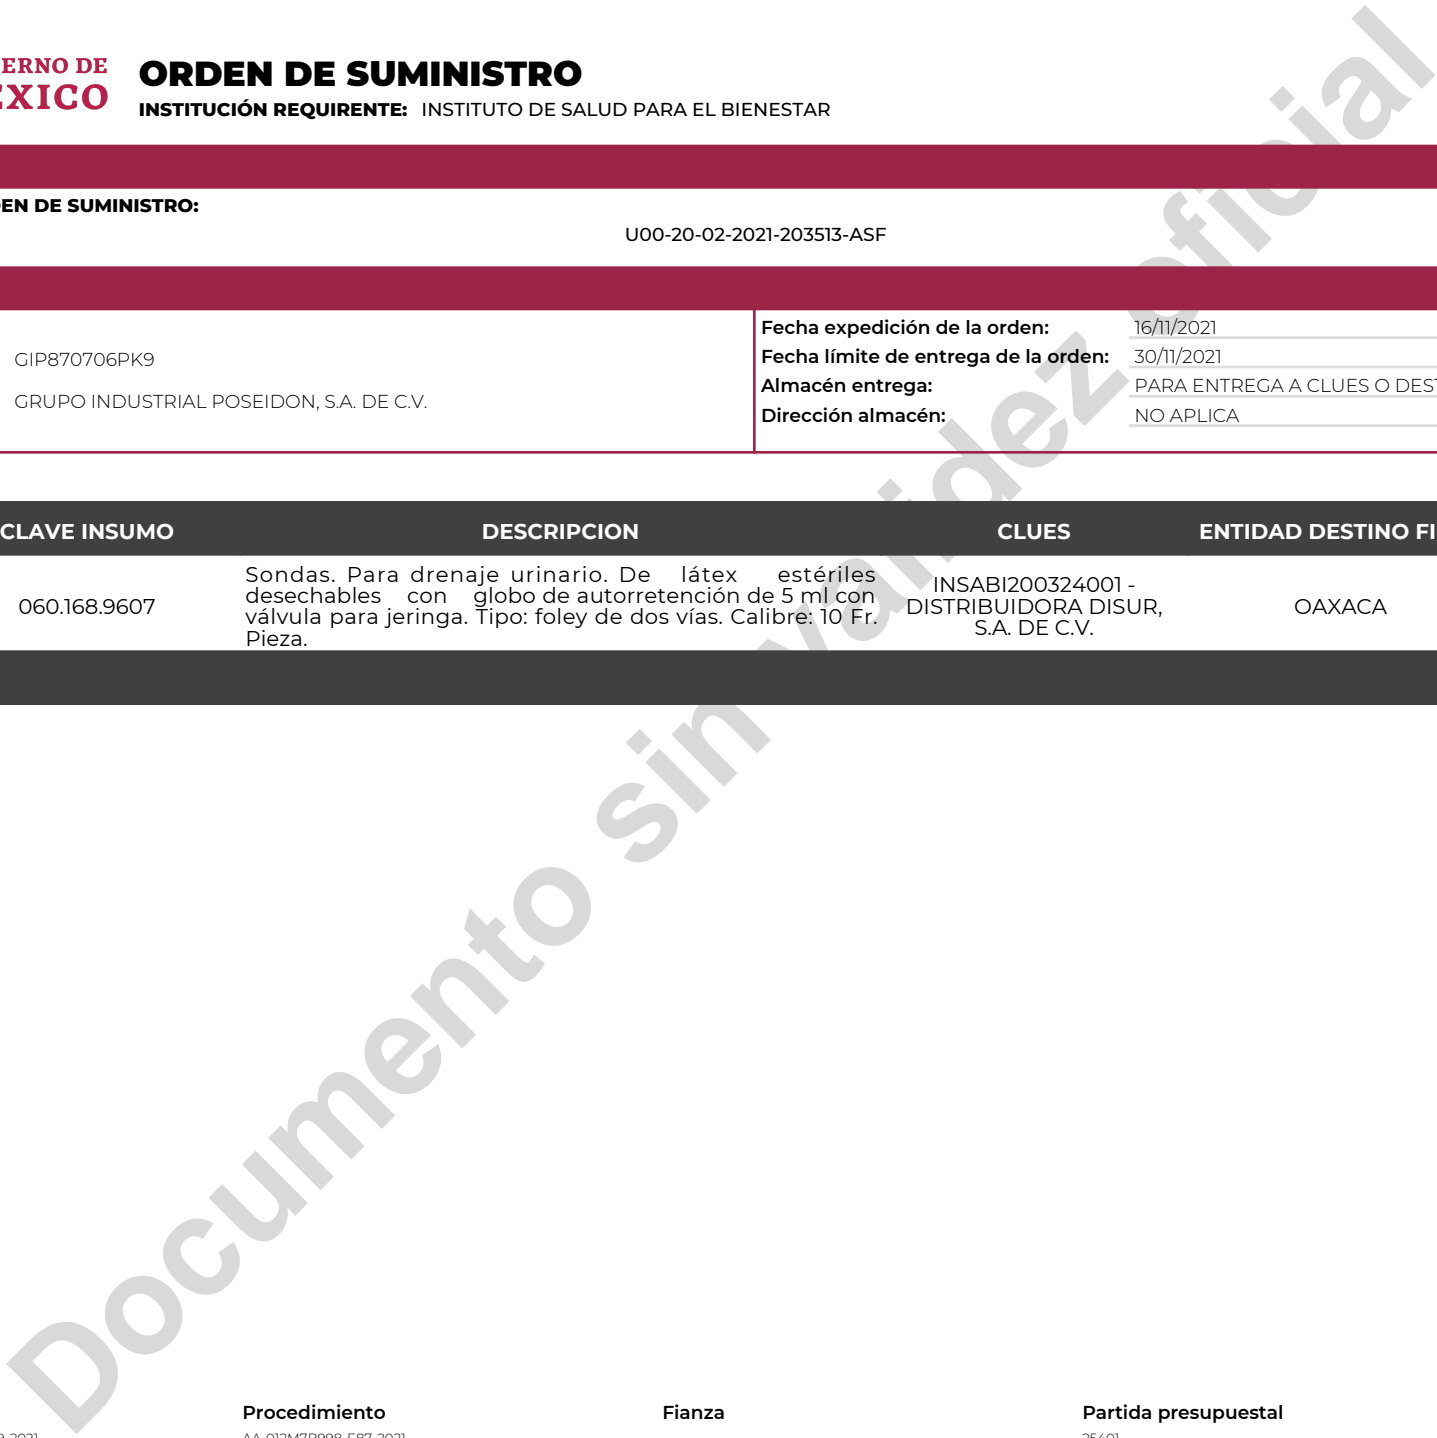 ERNO DE
EXICO
ORDEN DE SUMINISTRO
INSTITUCIÓN REQUIRENTE: INSTITUTO DE SALUD PARA EL BIENESTAR
EN DE SUMINISTRO:
U00-20-02-2021-203513-ASF
GIP870706PK9
GRUPO INDUSTRIAL POSEIDON, S.A. DE C.V.
Fecha expedición de la orden: 16/11/2021
Fecha límite de entrega de la orden: 30/11/2021
Almacén entrega: PARA ENTREGA A CLUES O DEST
Dirección almacén: NO APLICA
CLAVE INSUMO DESCRIPCION CLUES ENTIDAD DESTINO FI
060.168.9607
Sondas. Para drenaje urinario. De látex estériles
desechables con globo de autorretención de 5 ml con
válvula para jeringa. Tipo: foley de dos vías. Calibre: 10 Fr.
Pieza.
INSABI200324001 -
DISTRIBUIDORA DISUR,
S.A. DE C.V.
OAXACA
Documento sin validez oficial
Procedimiento Fianza Partida presupuestal